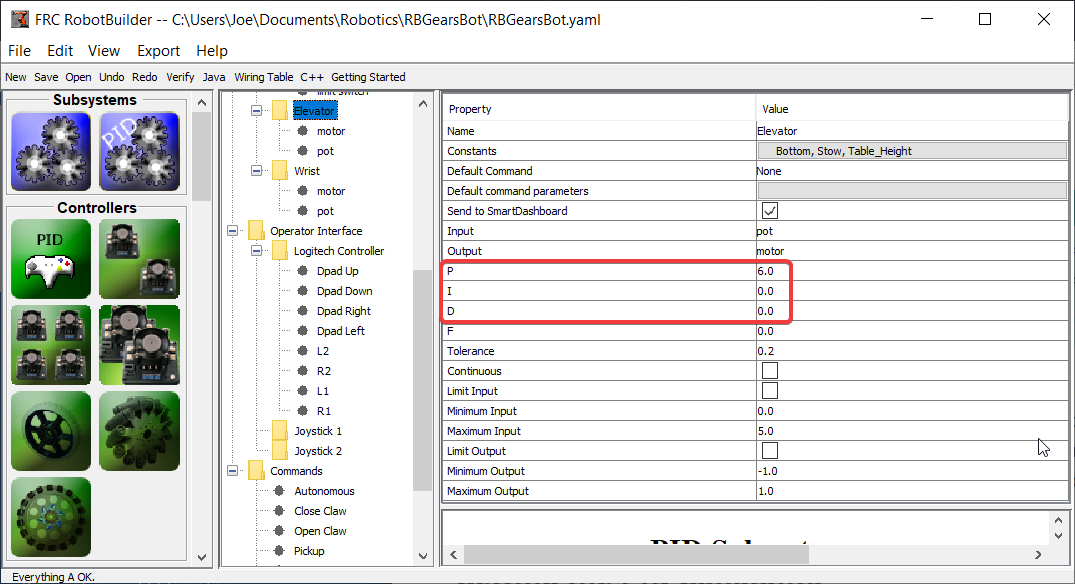 FRC RobotBuilder -- C:\Users\Joe\Documents\Robotics\RBGearsBot\RBGearsBot.yaml
File Edit View Export Help
New Save Open Undo Redo Verify Java Wiring Table C++ Getting Started
Subsystems
PID
Controllers
PID
limit switch
Elevator
motor
pot
Wrist
motor
pot
Operator Interface
Logitech Controller
Dpad Up
Dpad Down
Dpad Right
Dpad Left
L2
R2
L1
R1
Joystick 1
Joystick 2
Commands
Autonomous
Close Claw
Open Claw
Pickup
Property Value
Name Elevator
Constants Bottom, Stow, Table_Height
Default Command None
Default command parameters
Send to SmartDashboard
Input pot
Output motor
P 6.0
I 0.0
D 0.0
F 0.0
Tolerance 0.2
Continuous
Limit Input
Minimum Input 0.0
Maximum Input 5.0
Limit Output
Minimum Output -1.0
Maximum Output 1.0
PID Subsyst
Everything A OK.